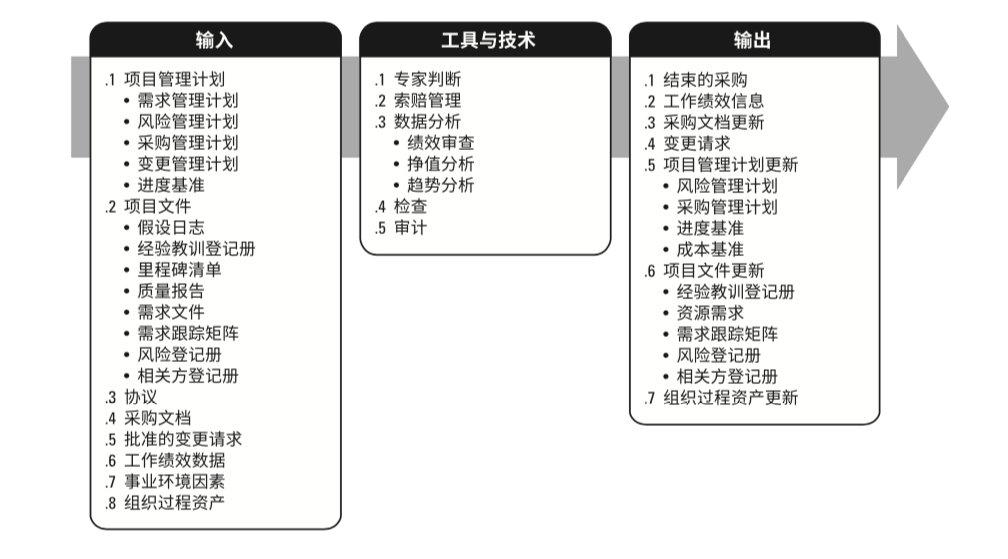 输入
.1 项目管理计划
• 需求管理计划
• 风险管理计划
• 采购管理计划
• 变更管理计划
• 进度基准
.2 项目文件
• 假设日志
• 经验教训登记册
• 里程碑清单
• 质量报告
• 需求文件
• 需求跟踪矩阵
• 风险登记册
• 相关方登记册
.3 协议
.4 采购文档
.5 批准的变更请求
.6 工作绩效数据
.7 事业环境因素
.8 组织过程资产
工具与技术
.1 专家判断
.2 索赔管理
.3 数据分析
• 绩效审查
• 挣值分析
• 趋势分析
.4 检查
.5 审计
输出
.1 结束的采购
.2 工作绩效信息
.3 采购文档更新
.4 变更请求
.5 项目管理计划更新
• 风险管理计划
• 采购管理计划
• 进度基准
• 成本基准
.6 项目文件更新
• 经验教训登记册
• 资源需求
• 需求跟踪矩阵
• 风险登记册
• 相关方登记册
.7 组织过程资产更新